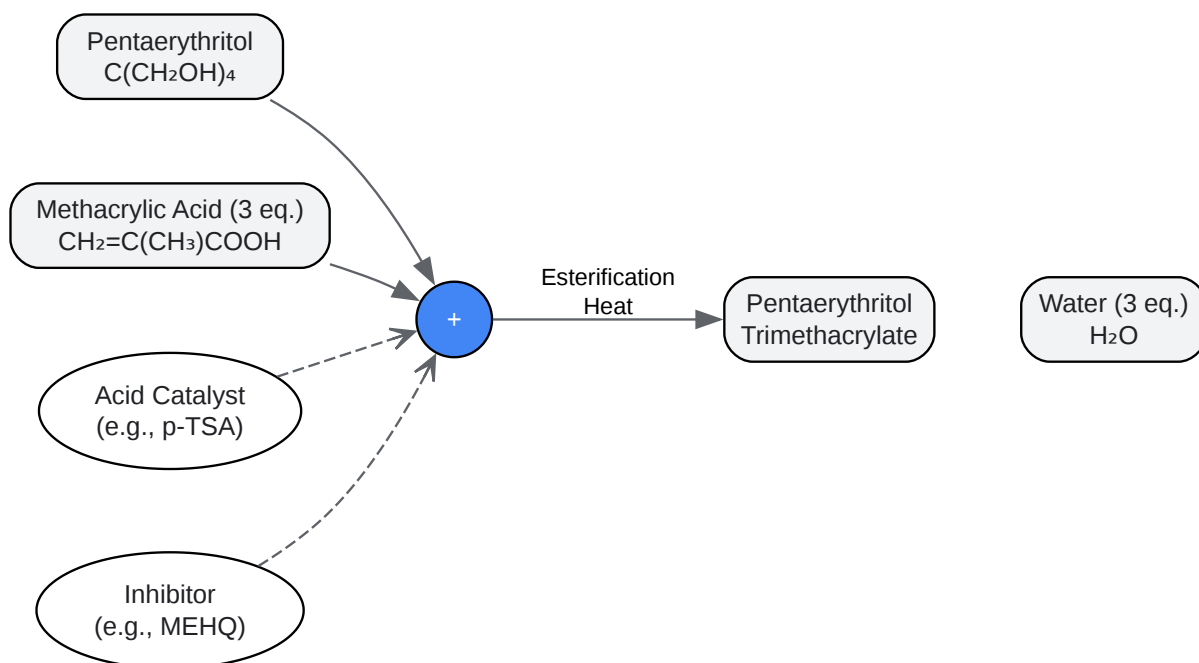 Pentaerythritol
C(CH₂OH)₄
Methacrylic Acid (3 eq.)
CH₂=C(CH₃)COOH
Acid Catalyst
(e.g., p-TSA)
Inhibitor
(e.g., MEHQ)
+
Esterification
Heat
Pentaerythritol
Trimethacrylate
Water (3 eq.)
H₂O